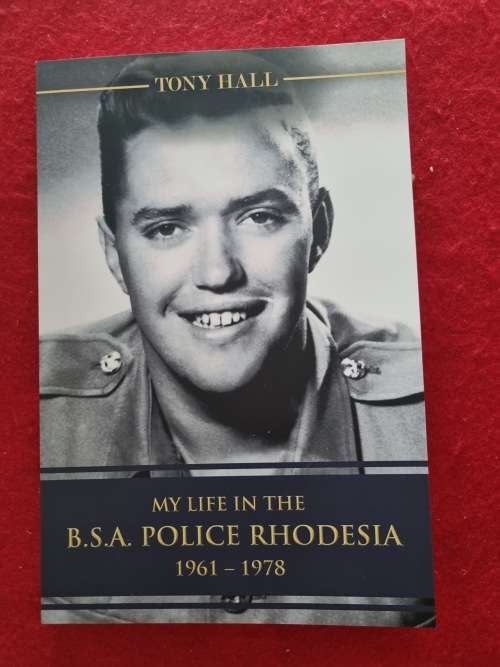 TONY HALL
MY LIFE IN THE
B.S.A. POLICE RHODESIA
1961 – 1978